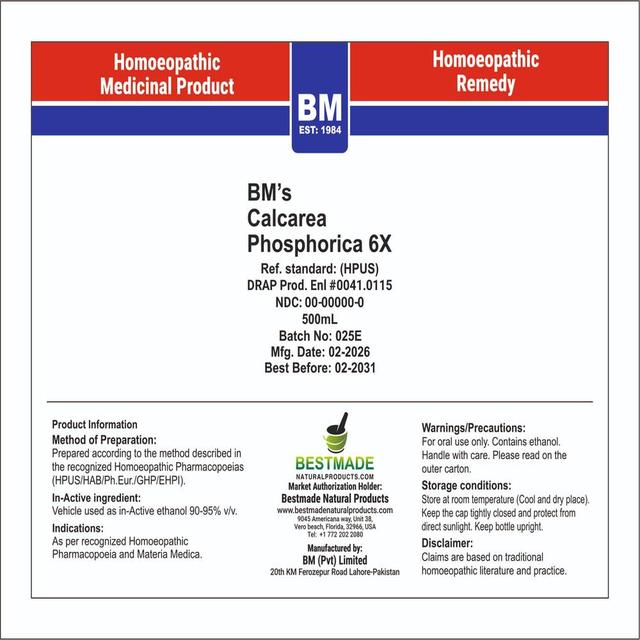 Homoeopathic
Medicinal Product
BM
EST: 1984
Homoeopathic
Remedy
BM's
Calcarea
Phosphorica 6X
Ref. standard: (HPUS)
DRAP Prod. Enl #0041.0115
NDC: 00-00000-0
500mL
Batch No: 025E
Mfg. Date: 02-2026
Best Before: 02-2031
Product Information
Method of Preparation:
Prepared according to the method described in
the recognized Homoeopathic Pharmacopoeias
(HPUS/HAB/Ph.Eur./GHP/EHPI).
In-Active ingredient:
Vehicle used as in-Active ethanol 90-95% v/v.
Indications:
As per recognized Homoeopathic
Pharmacopoeia and Materia Medica.
BESTMADE
NATURALPRODUCTS.COM
Market Authorization Holder:
Bestmade Natural Products
www.bestmadenaturalproducts.com
9045 Americana way, Unit 38,
Vero beach, Florida, 32966, USA
Tel: +1 772 202 2080
Manufactured by:
BM (Pvt) Limited
20th KM Ferozepur Road Lahore-Pakistan
Warnings/Precautions:
For oral use only. Contains ethanol.
Handle with care. Please read on the
outer carton.
Storage conditions:
Store at room temperature (Cool and dry place).
Keep the cap tightly closed and protect from
direct sunlight. Keep bottle upright.
Disclaimer:
Claims are based on traditional
homoeopathic literature and practice.